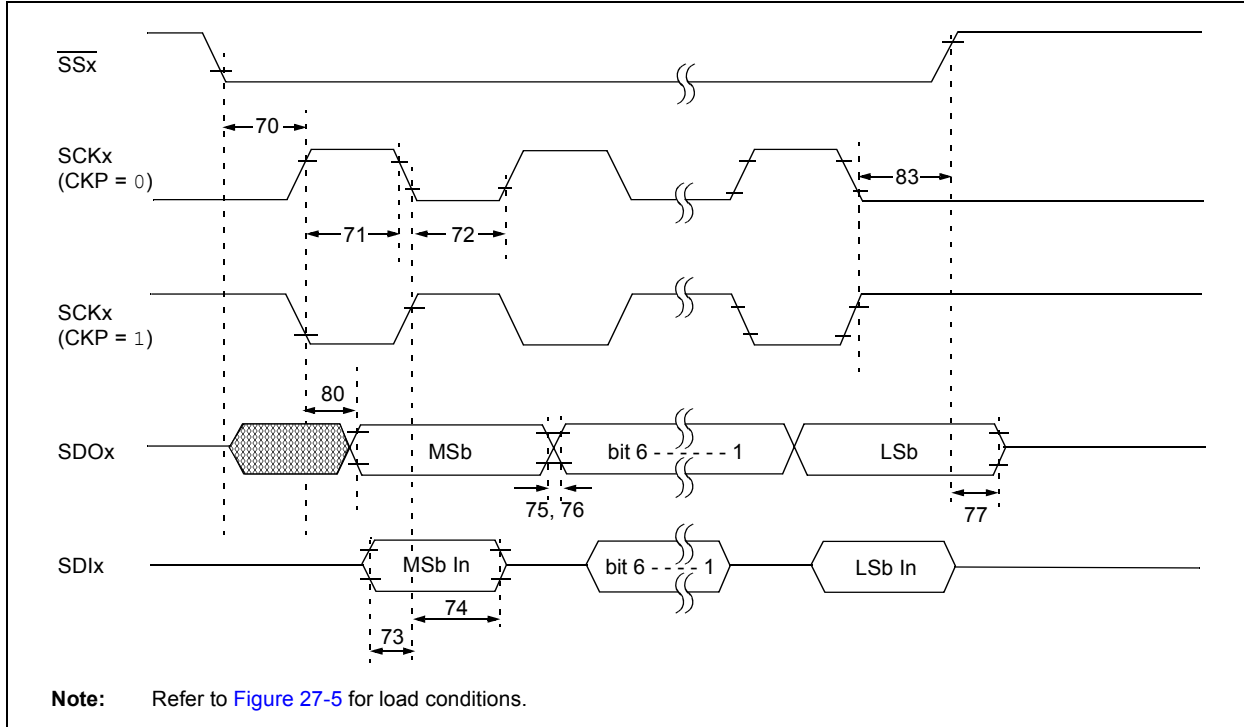 SSx
70
SCKx
(CKP = 0)
83
71
72
SCKx
(CKP = 1)
80
SDOx
MSb
bit 6 - - - - - - 1
LSb
75, 76
77
SDIx
MSb In
bit 6 - - - - 1
LSb In
74
73
Note: Refer to Figure 27-5 for load conditions.